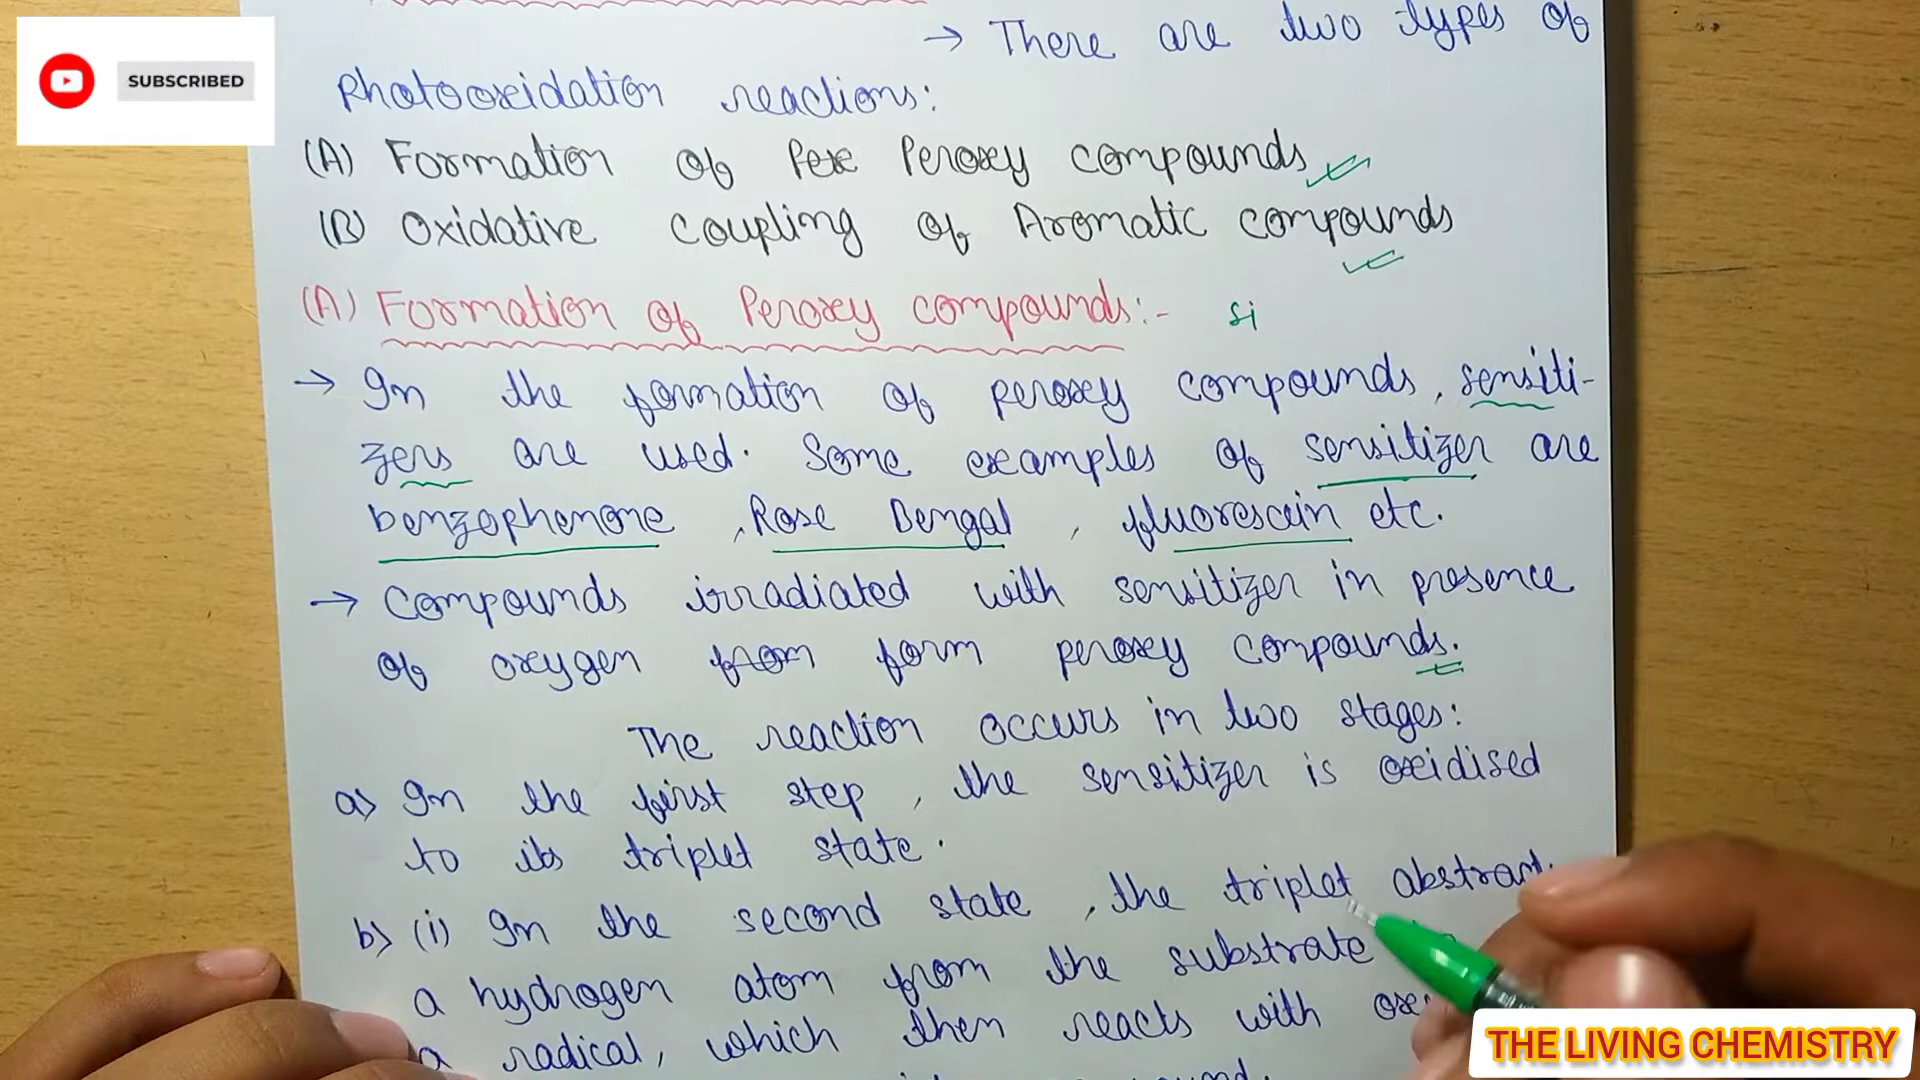 SUBSCRIBED
→ There are two types of
Photooxidation reactions:
(A) Formation of Pex Peroxy compounds
(B) Oxidative Coupling of Aromatic compounds
(A) Formation of Peroxy compounds:- si
→ In the formation of peroxy compounds, sensiti-
zers are used. Some examples of sensitizer are
benzophenone, Rose Bengal, fluorescein etc.
→ Compounds irradiated with sensitizer in presence
of oxygen from form peroxy compounds.
The reaction occurs in two stages:
a) In the first step, the sensitizer is oxidised
to its triplet state.
b) (i) In the second state, the triplet abstract
a hydrogen atom from the substrate
a radical, which then reacts with
THE LIVING CHEMISTRY